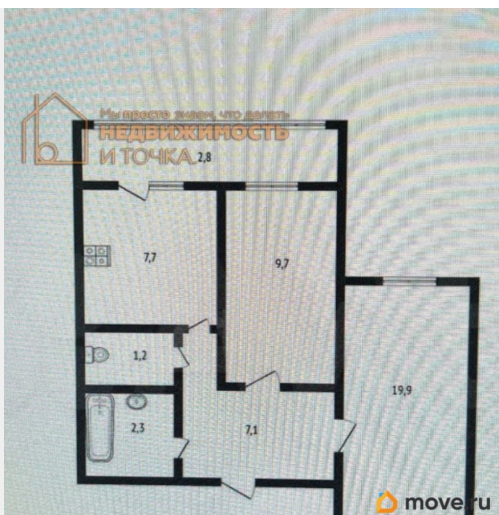 Мы просто знаем, что делать
НЕДВИЖИМОСТЬ
И ТОЧКА.
2,8
7,7
9,7
1,2
19,9
2,3
7,1
move.ru